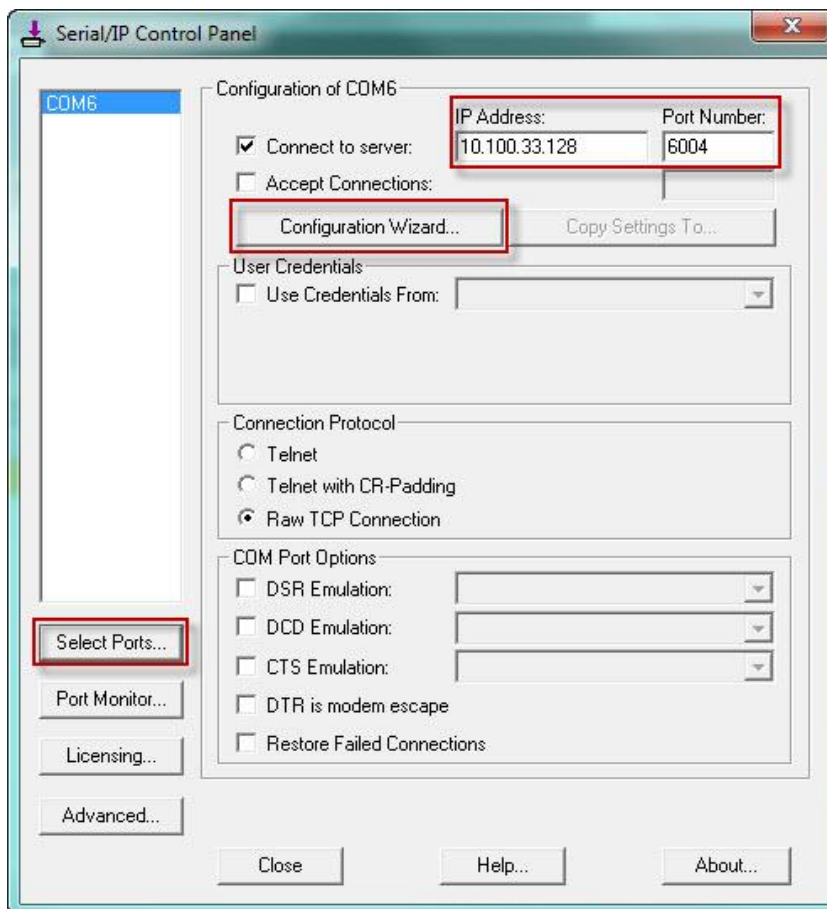 Serial/IP Control Panel
COM6
Configuration of COM6
IP Address: Port Number:
Connect to server: 10.100.33.128 6004
Accept Connections:
Configuration Wizard... Copy Settings To...
User Credentials
Use Credentials From:
Connection Protocol
Telnet
Telnet with CR-Padding
Raw TCP Connection
COM Port Options
DSR Emulation:
DCD Emulation:
CTS Emulation:
DTR is modem escape
Restore Failed Connections
Select Ports...
Port Monitor...
Licensing...
Advanced...
Close Help... About...